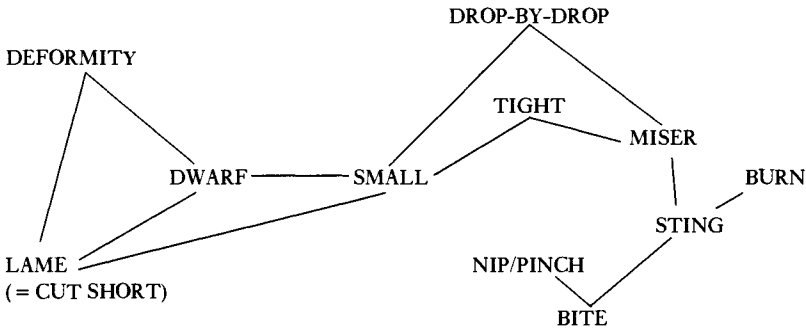 DROP-BY-DROP
DEFORMITY
TIGHT
MISER
DWARF
SMALL
BURN
STING
LAME
(= CUT SHORT)
NIP/PINCH
BITE